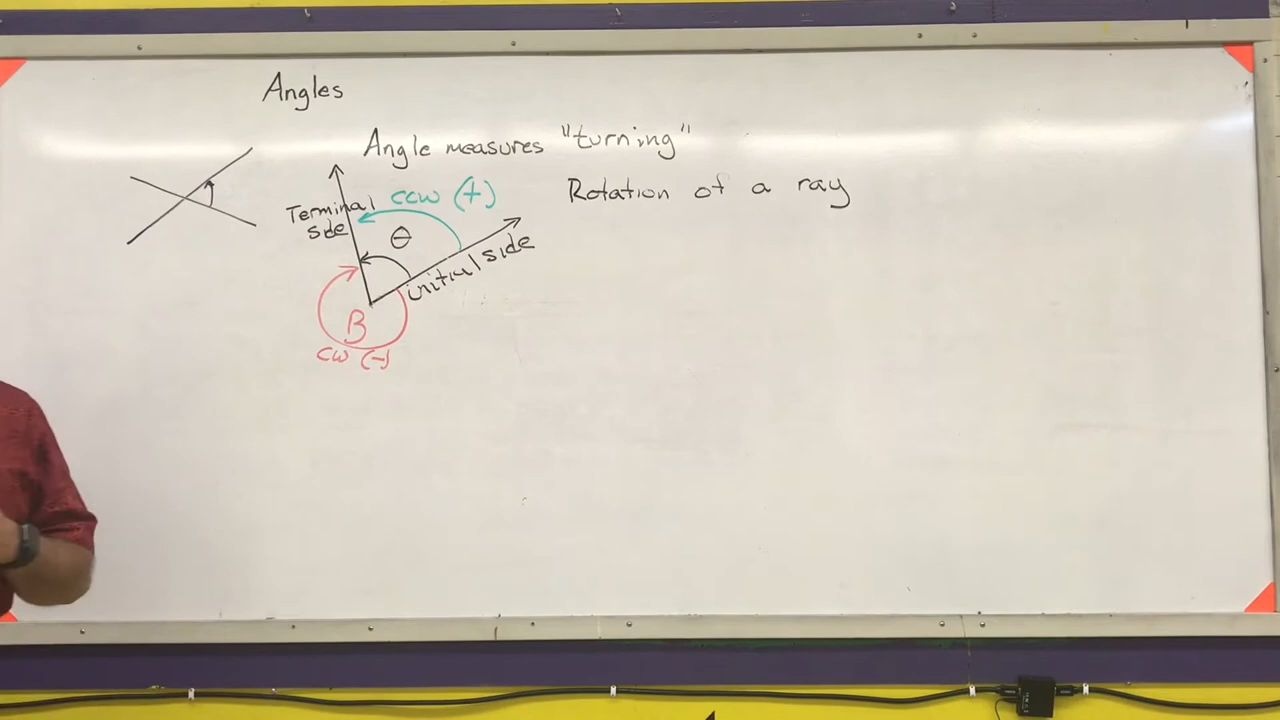 Angles
Angle measures "turning"
Rotation of a ray
Terminal side
ccw (+)
θ
initial side
B
cw (-)